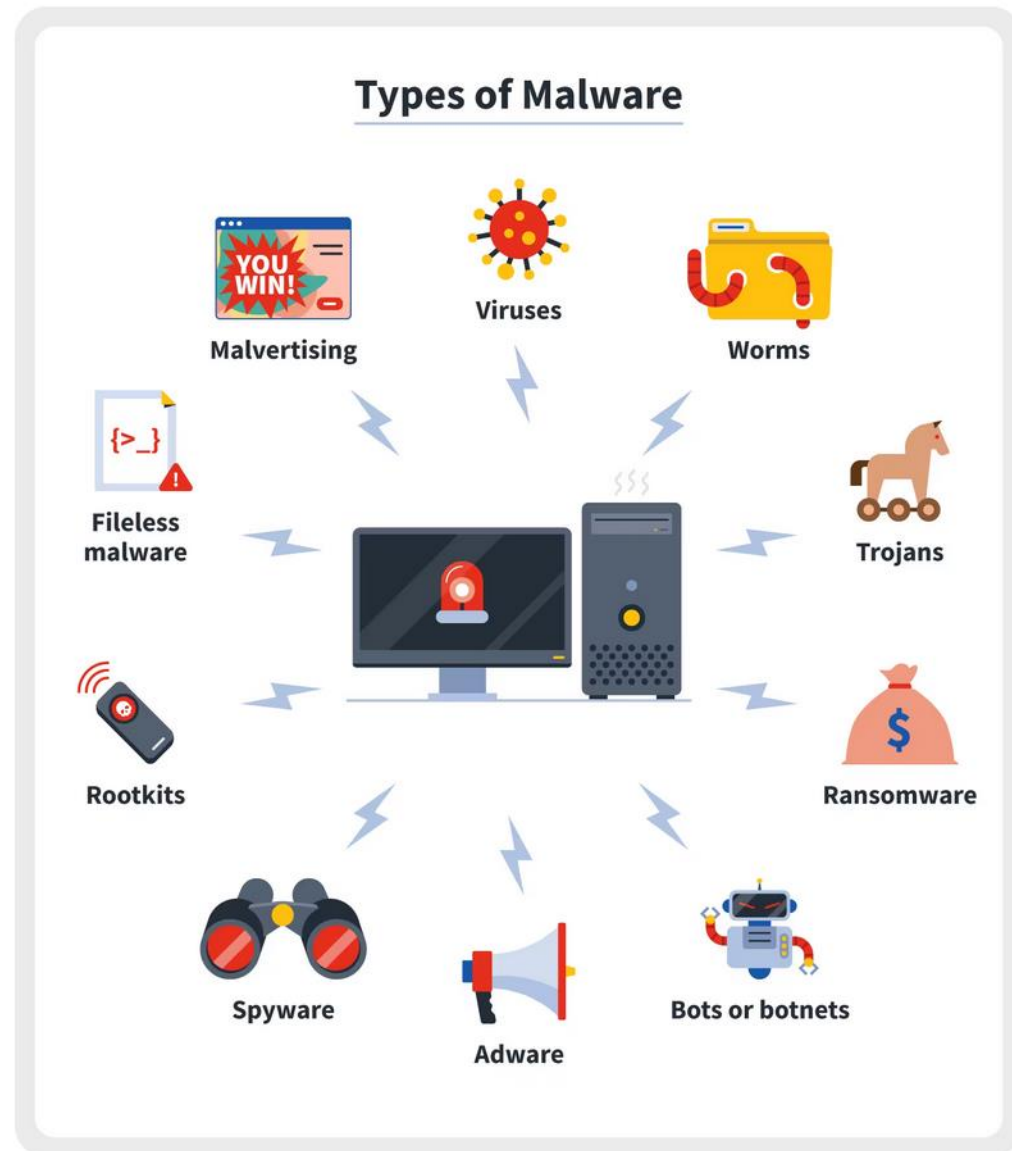 Types of Malware
YOU
WIN!
Malvertising
Viruses
Worms
{>_}
!
Fileless
malware
Trojans
Rootkits
$
Ransomware
Spyware
Adware
Bots or botnets